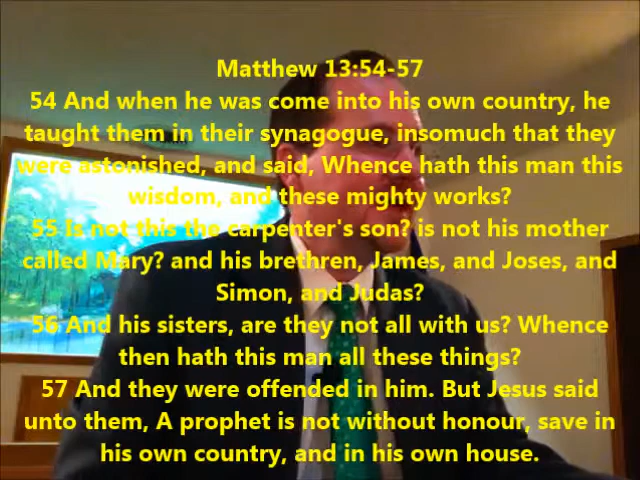 Matthew 13:54-57
54 And when he was come into his own country, he
taught them in their synagogue, insomuch that they
were astonished, and said, Whence hath this man this
wisdom, and these mighty works?
55 Is not this the carpenter's son? is not his mother
called Mary? and his brethren, James, and Joses, and
Simon, and Judas?
56 And his sisters, are they not all with us? Whence
then hath this man all these things?
57 And they were offended in him. But Jesus said
unto them, A prophet is not without honour, save in
his own country, and in his own house.